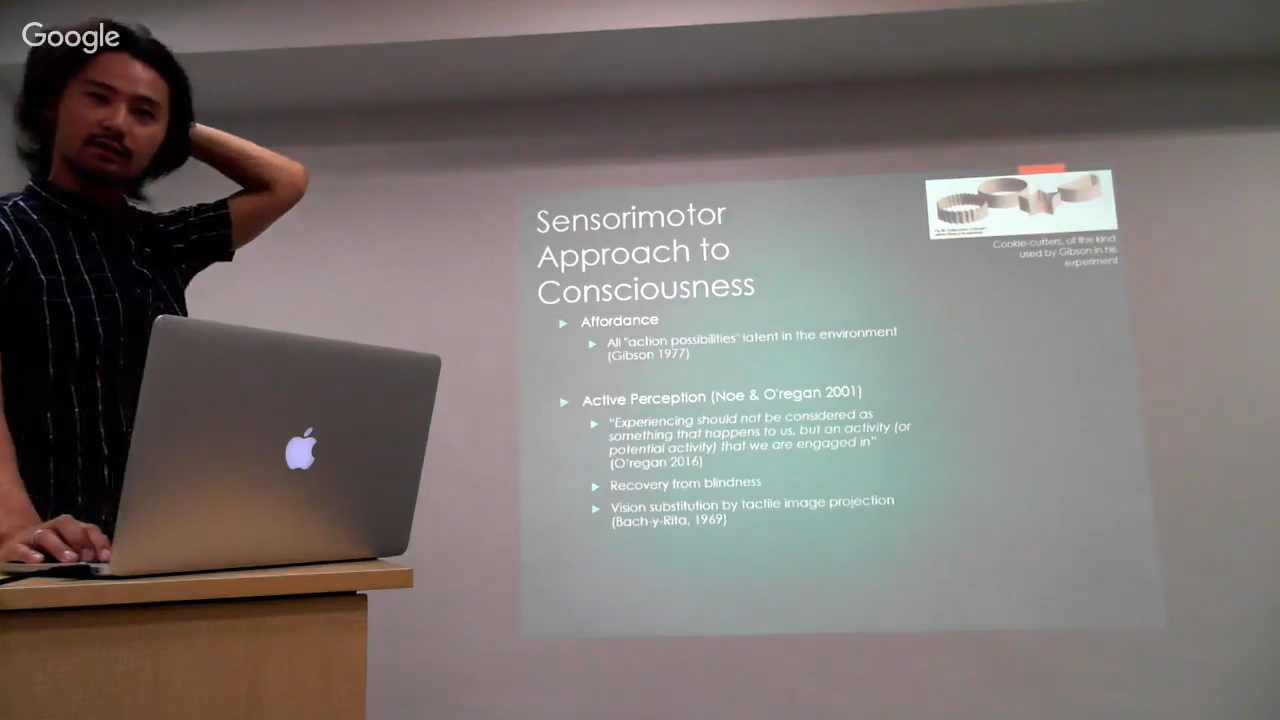 Google
Sensorimotor
Approach to
Consciousness
Affordance
All "action possibilities" latent in the environment
(Gibson 1977)
Active Perception (Noe & O'regan 2001)
"Experiencing should not be considered as
something that happens to us, but an activity (or
potential activity) that we are engaged in"
(O'regan 2016)
Recovery from blindness
Vision substitution by tactile image projection
(Bach-y-Rita, 1969)
Cookie-cutters, of the kind
used by Gibson in his
experiment